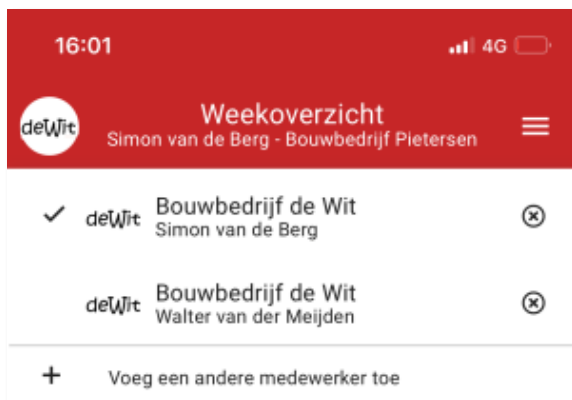 16:01
4G
deWit
Weekoverzicht
Simon van de Berg - Bouwbedrijf Pietersen
deWit
Bouwbedrijf de Wit
Simon van de Berg
deWit
Bouwbedrijf de Wit
Walter van der Meijden
+ Voeg een andere medewerker toe